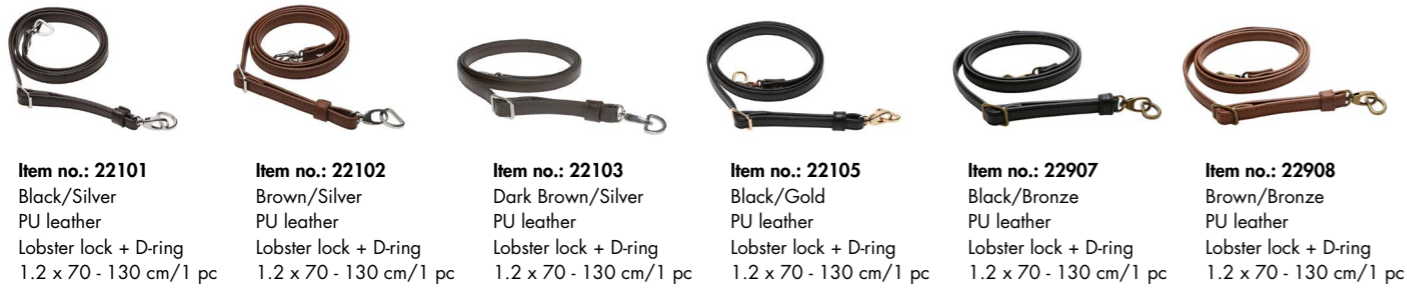 Item no.: 22101
Black/Silver
PU leather
Lobster lock + D-ring
1.2 x 70 - 130 cm/1 pc
Item no.: 22102
Brown/Silver
PU leather
Lobster lock + D-ring
1.2 x 70 - 130 cm/1 pc
Item no.: 22103
Dark Brown/Silver
PU leather
Lobster lock + D-ring
1.2 x 70 - 130 cm/1 pc
Item no.: 22105
Black/Gold
PU leather
Lobster lock + D-ring
1.2 x 70 - 130 cm/1 pc
Item no.: 22907
Black/Bronze
PU leather
Lobster lock + D-ring
1.2 x 70 - 130 cm/1 pc
Item no.: 22908
Brown/Bronze
PU leather
Lobster lock + D-ring
1.2 x 70 - 130 cm/1 pc